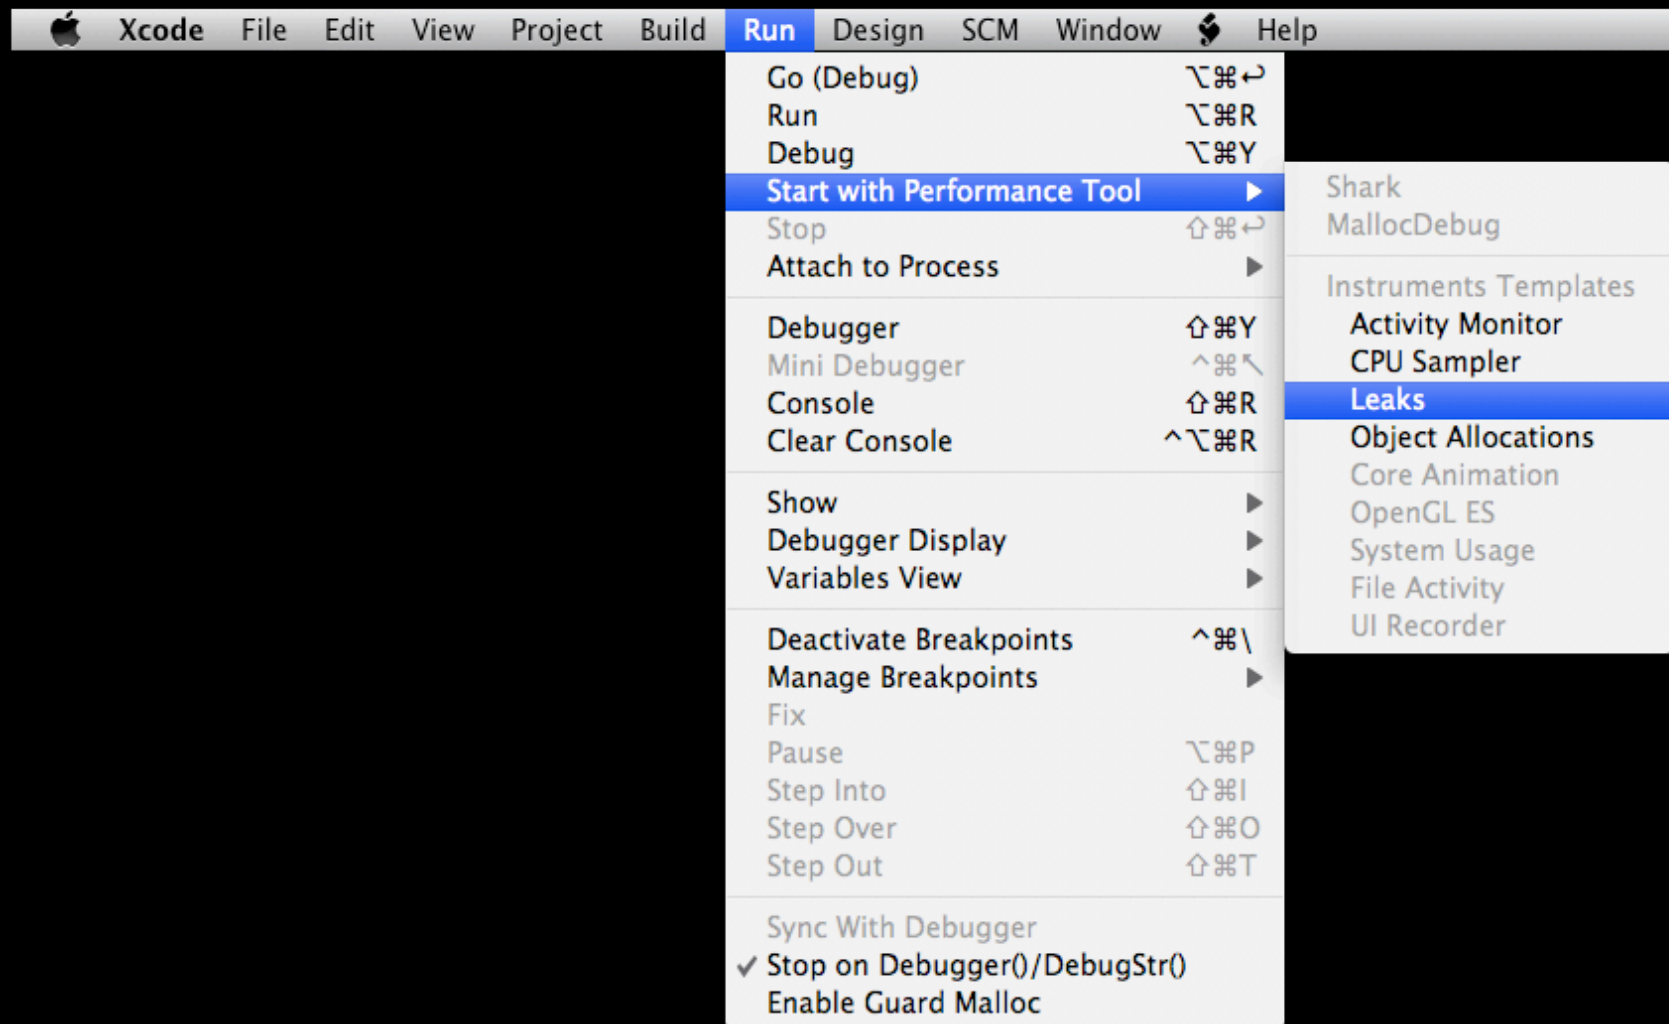 Xcode File Edit View Project Build Run Design SCM Window Help
Go (Debug) ⌥⌘↩
Run ⌥⌘R
Debug ⌥⌘Y
Start with Performance Tool ▶
Stop ⇧⌘↩
Attach to Process ▶
Debugger ⇧⌘Y
Mini Debugger ^⌘↖
Console ⇧⌘R
Clear Console ^⌥⌘R
Show ▶
Debugger Display ▶
Variables View ▶
Deactivate Breakpoints ^⌘\
Manage Breakpoints ▶
Fix
Pause ⌥⌘P
Step Into ⇧⌘I
Step Over ⇧⌘O
Step Out ⇧⌘T
Sync With Debugger
✓ Stop on Debugger()/DebugStr()
Enable Guard Malloc
Shark
MallocDebug
Instruments Templates
Activity Monitor
CPU Sampler
Leaks
Object Allocations
Core Animation
OpenGL ES
System Usage
File Activity
UI Recorder